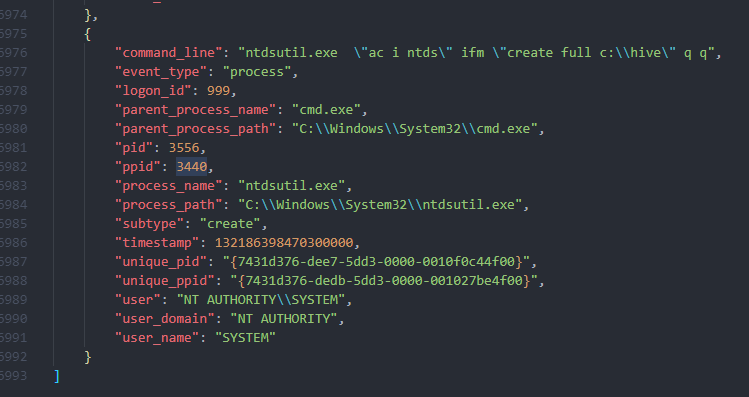 5974 },
5975 {
5976 "command_line": "ntdsutil.exe  \"ac i ntds\" ifm \"create full c:\\hive\" q q",
5977 "event_type": "process",
5978 "logon_id": 999,
5979 "parent_process_name": "cmd.exe",
5980 "parent_process_path": "C:\\Windows\\System32\\cmd.exe",
5981 "pid": 3556,
5982 "ppid": 3440,
5983 "process_name": "ntdsutil.exe",
5984 "process_path": "C:\\Windows\\System32\\ntdsutil.exe",
5985 "subtype": "create",
5986 "timestamp": 132186398470300000,
5987 "unique_pid": "{7431d376-dee7-5dd3-0000-0010f0c44f00}",
5988 "unique_ppid": "{7431d376-dedb-5dd3-0000-001027be4f00}",
5989 "user": "NT AUTHORITY\\SYSTEM",
5990 "user_domain": "NT AUTHORITY",
5991 "user_name": "SYSTEM"
5992 }
5993 ]